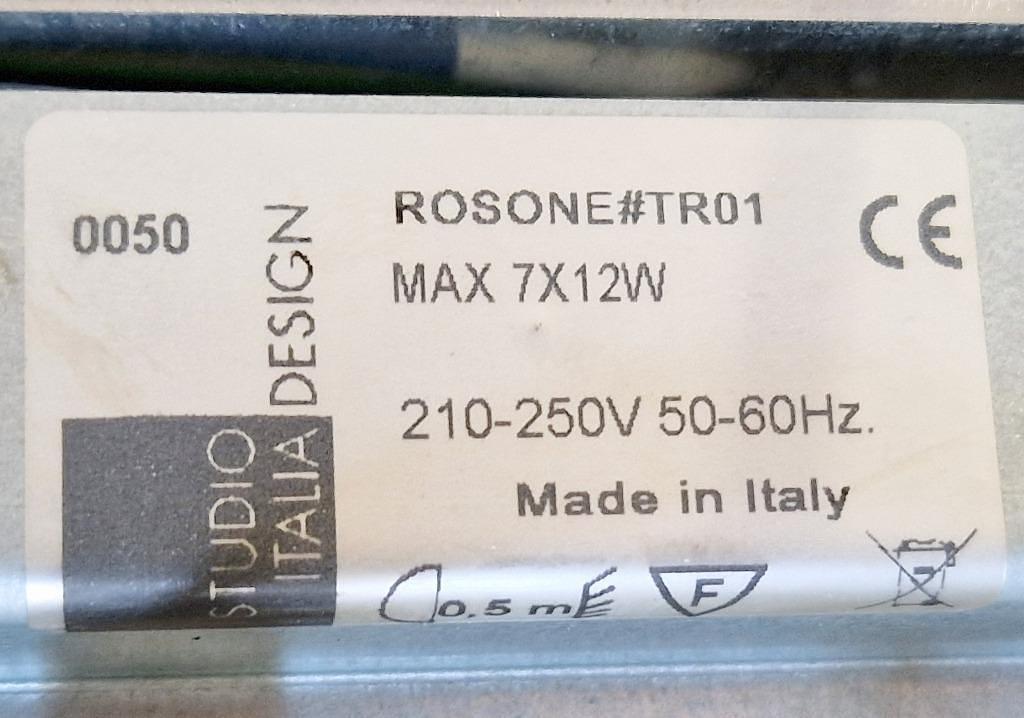 0050
STUDIO
ITALIA DESIGN
ROSONE#TR01
MAX 7X12W
CE
210-250V 50-60Hz.
Made in Italy
0.5 m
F